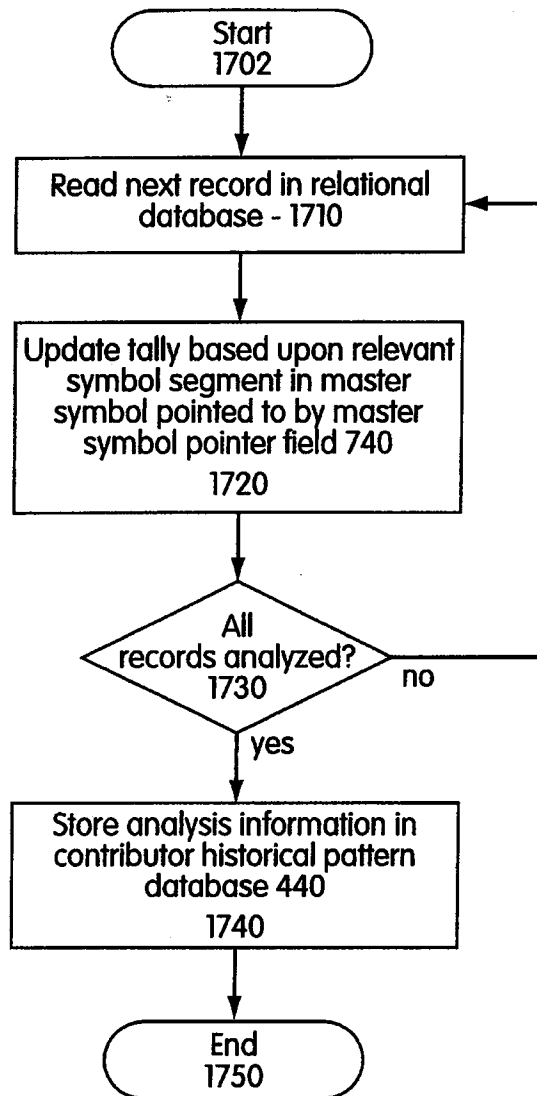 Start
1702
Read next record in relational
database - 1710
Update tally based upon relevant
symbol segment in master
symbol pointed to by master
symbol pointer field 740
1720
All
records analyzed?
1730
no
yes
Store analysis information in
contributor historical pattern
database 440
1740
End
1750